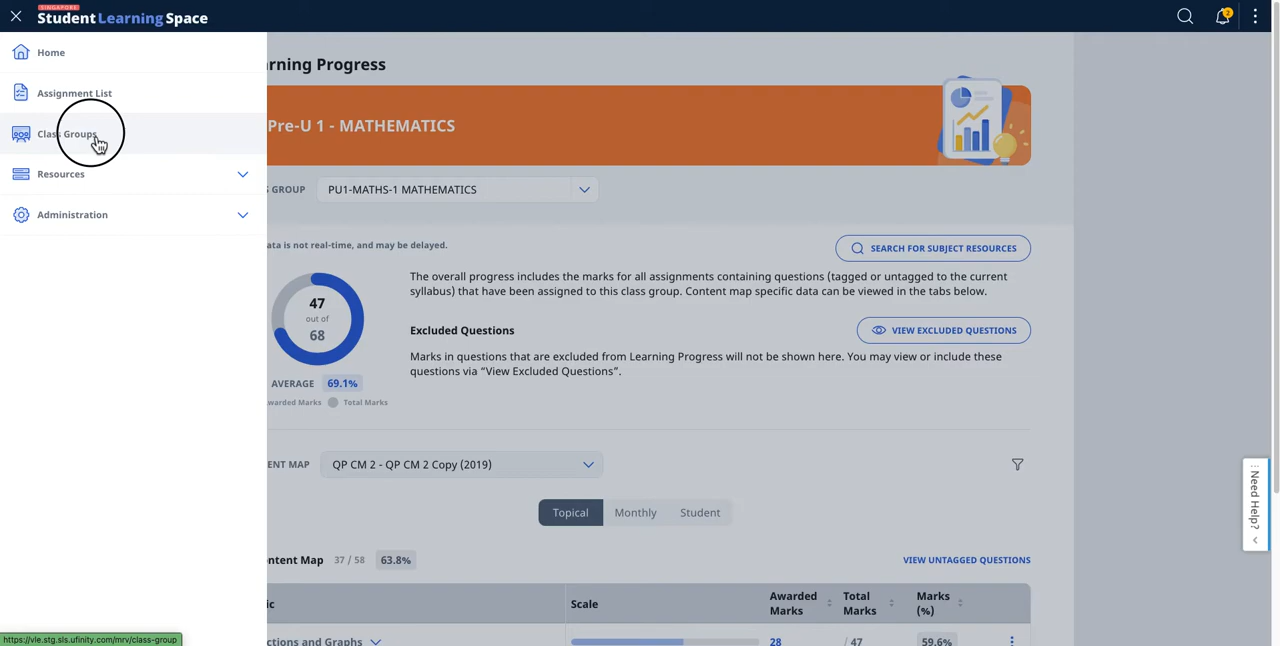 SINGAPORE
Student Learning Space
2
Home
Assignment List
Class Groups
Resources
Administration
rning Progress
Pre-U 1 - MATHEMATICS
GROUP
PU1-MATHS-1 MATHEMATICS
ata is not real-time, and may be delayed.
SEARCH FOR SUBJECT RESOURCES
47
out of
68
AVERAGE 69.1%
warded Marks Total Marks
The overall progress includes the marks for all assignments containing questions (tagged or untagged to the current
syllabus) that have been assigned to this class group. Content map specific data can be viewed in the tabs below.
Excluded Questions
VIEW EXCLUDED QUESTIONS
Marks in questions that are excluded from Learning Progress will not be shown here. You may view or include these
questions via “View Excluded Questions”.
ENT MAP
QP CM 2 - QP CM 2 Copy (2019)
Topical Monthly Student
ntent Map 37 / 58 63.8%
VIEW UNTAGGED QUESTIONS
ic Scale Awarded Marks Total Marks Marks (%)
ctions and Graphs 28 / 47 59.6%
Need Help?
https://vle.stg.sls.ufinity.com/mrv/class-group